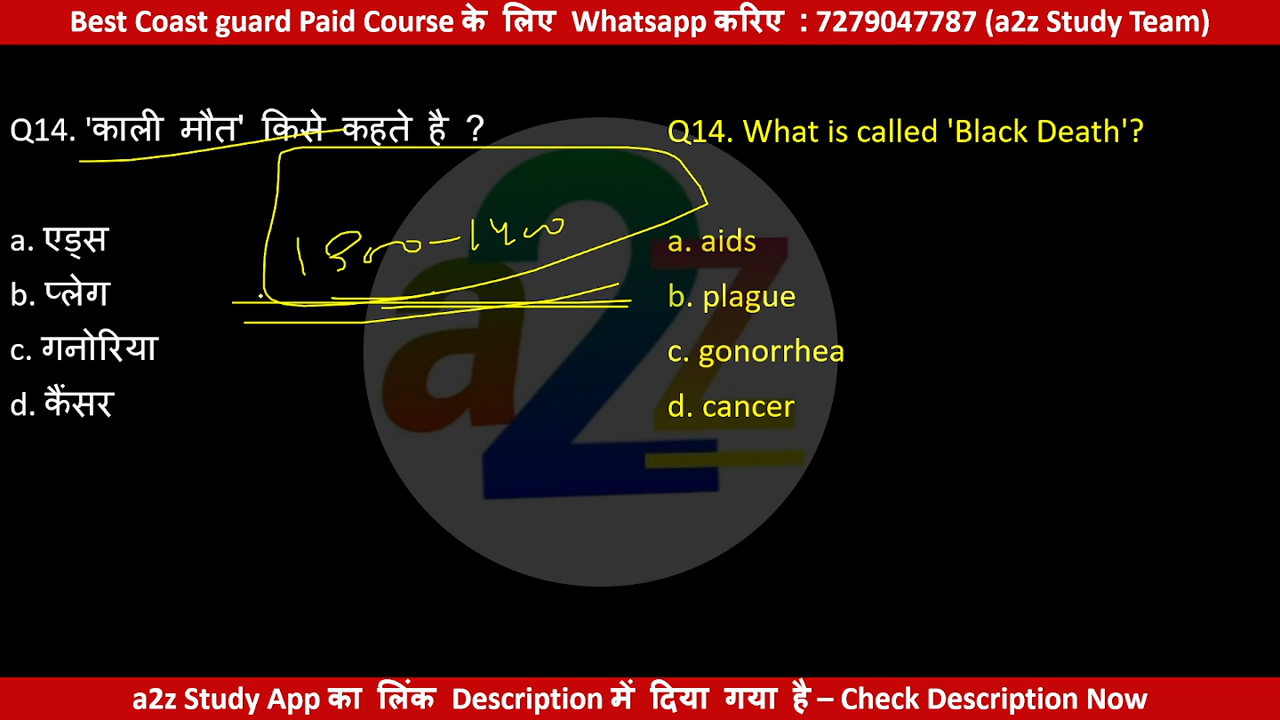 Best Coast guard Paid Course के लिए Whatsapp करिए : 7279047787 (a2z Study Team)
Q14. 'काली मौत' किसे कहते है ?
a. एड्स
b. प्लेग
c. गनोरिया
d. कैंसर
Q14. What is called 'Black Death'?
a. aids
b. plague
c. gonorrhea
d. cancer
a2z
a2z Study App का लिंक Description में दिया गया है – Check Description Now